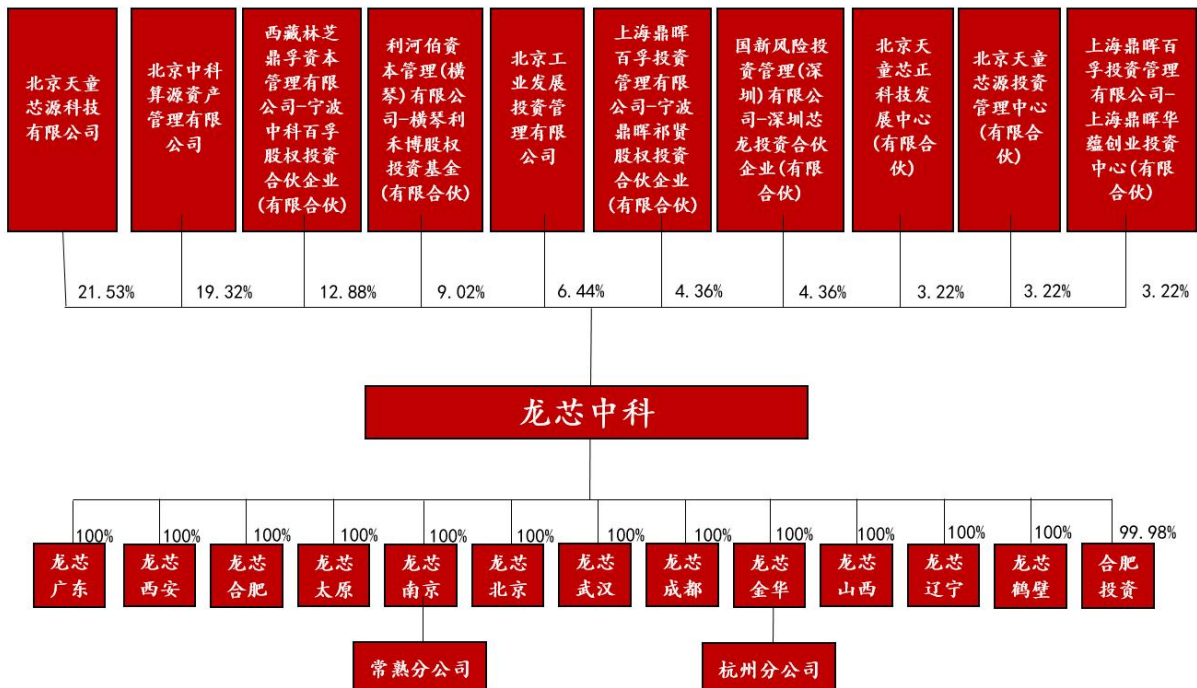 北京天童
芯源科技
有限公司
北京中科
算源资产
管理有限
公司
西藏林芝
鼎孚资本
管理有限
公司-宁波
中科百孚
股权投资
合伙企业
(有限合伙)
利河伯资
本管理(横
琴)有限公
司-横琴利
禾博股权
投资基金
(有限合伙)
北京工
业发展
投资管
理有限
公司
上海鼎晖
百孚投资
管理有限
公司-宁波
鼎晖祁贤
股权投资
合伙企业
(有限合伙)
国新风险投
资管理(深
圳)有限公
司-深圳芯
龙投资合伙
企业(有限
合伙)
北京天
童芯正
科技发
展中心
(有限合
伙)
北京天童
芯源投资
管理中心
(有限合
伙)
上海鼎晖百
孚投资管理
有限公司-
上海鼎晖华
蕴创业投资
中心(有限
合伙)
21.53%
19.32%
12.88%
9.02%
6.44%
4.36%
4.36%
3.22%
3.22%
3.22%
龙芯中科
100%
100%
100%
100%
100%
100%
100%
100%
100%
100%
100%
100%
99.98%
龙芯
广东
龙芯
西安
龙芯
合肥
龙芯
太原
龙芯
南京
龙芯
北京
龙芯
武汉
龙芯
成都
龙芯
金华
龙芯
山西
龙芯
辽宁
龙芯
鹤壁
合肥
投资
常熟分公司
杭州分公司